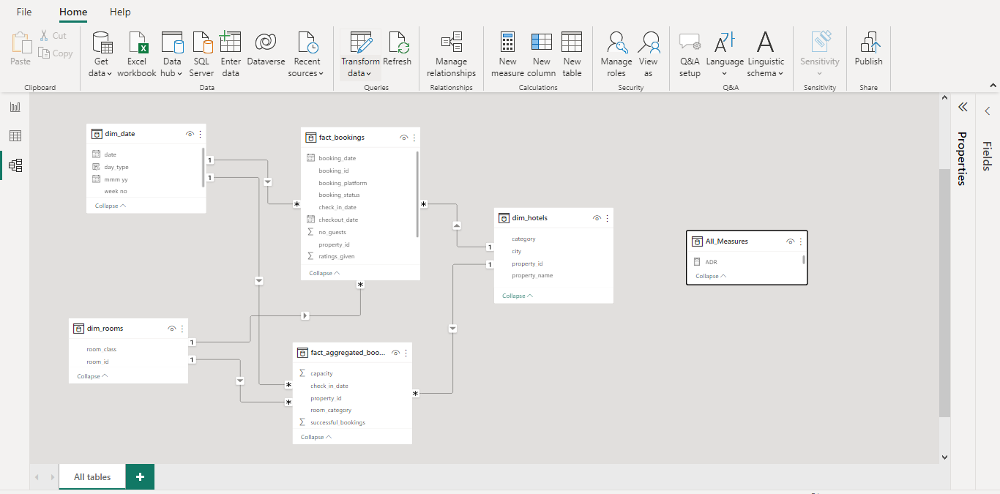 File Home Help
Cut
Copy
Paste
Get data
Excel workbook
Data hub
SQL Server
Enter data
Dataverse
Recent sources
Transform data
Refresh
Manage relationships
New measure
New column
New table
Manage roles
View as
Q&A setup
Language
Linguistic schema
Sensitivity
Publish
Clipboard Data Queries Relationships Calculations Security Q&A Sensitivity Share
dim_date
date
day_type
mmm yy
week no
Collapse
1
1
fact_bookings
booking_date
booking_id
booking_platform
booking_status
check_in_date
checkout_date
no_guests
property_id
ratings_given
Collapse
*
*
*
dim_hotels
category
city
property_id
property_name
Collapse
1
1
All_Measures
ADR
Collapse
dim_rooms
room_class
room_id
Collapse
1
1
fact_aggregated_boo...
capacity
check_in_date
property_id
room_category
successful_bookings
Collapse
*
*
*
Properties
Fields
All tables